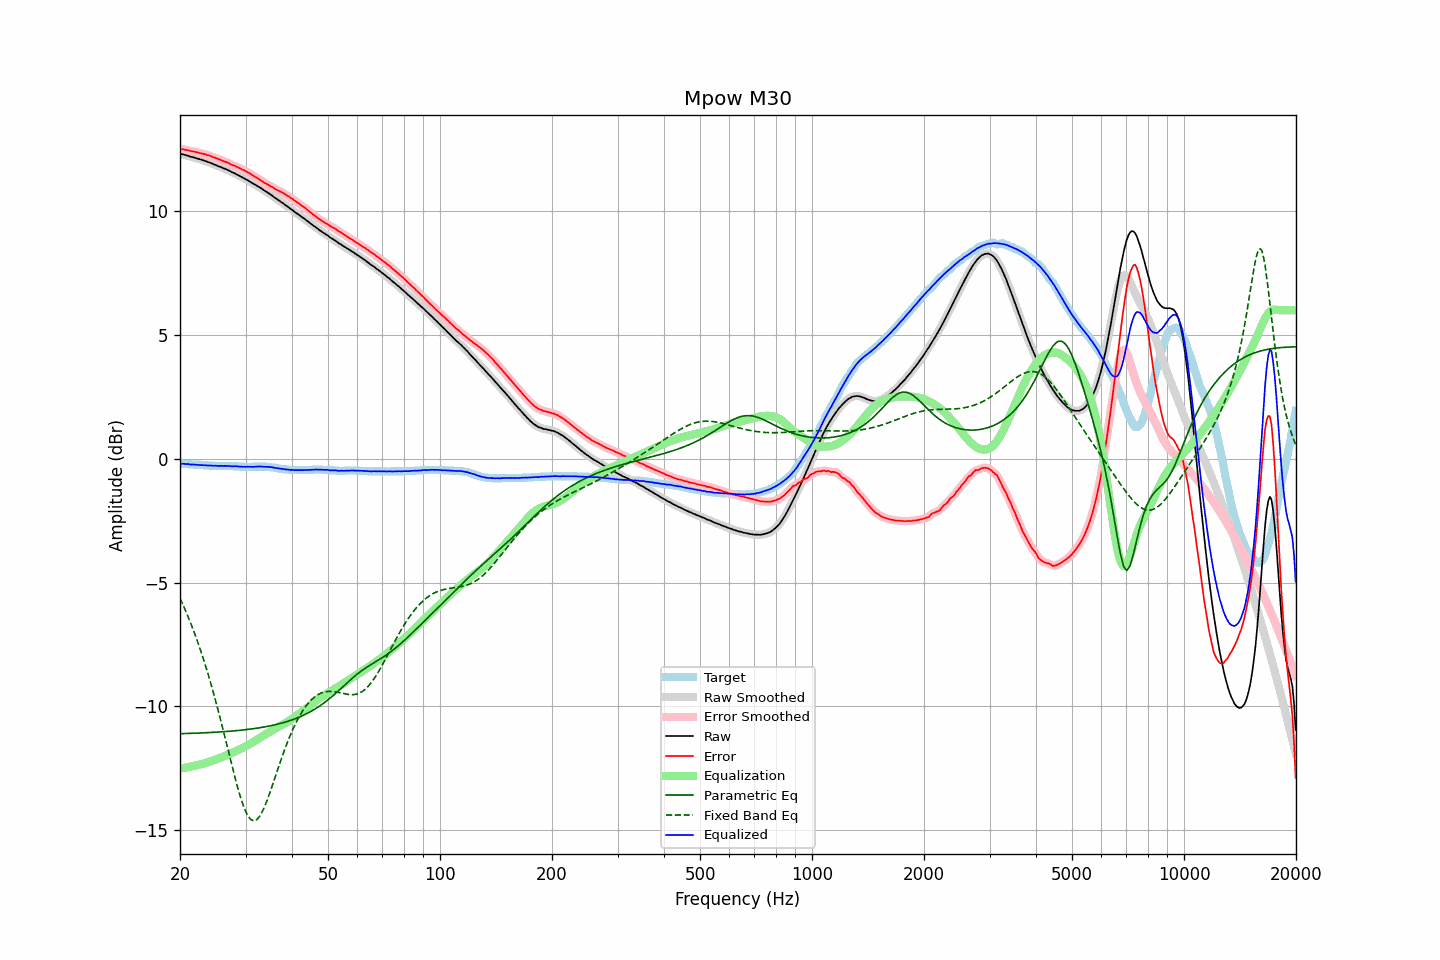 Mpow M30
Amplitude (dBr)
10
5
0
−5
−10
−15
20
50
100
200
500
1000
2000
5000
10000
20000
Frequency (Hz)
Target
Raw Smoothed
Error Smoothed
Raw
Error
Equalization
Parametric Eq
Fixed Band Eq
Equalized